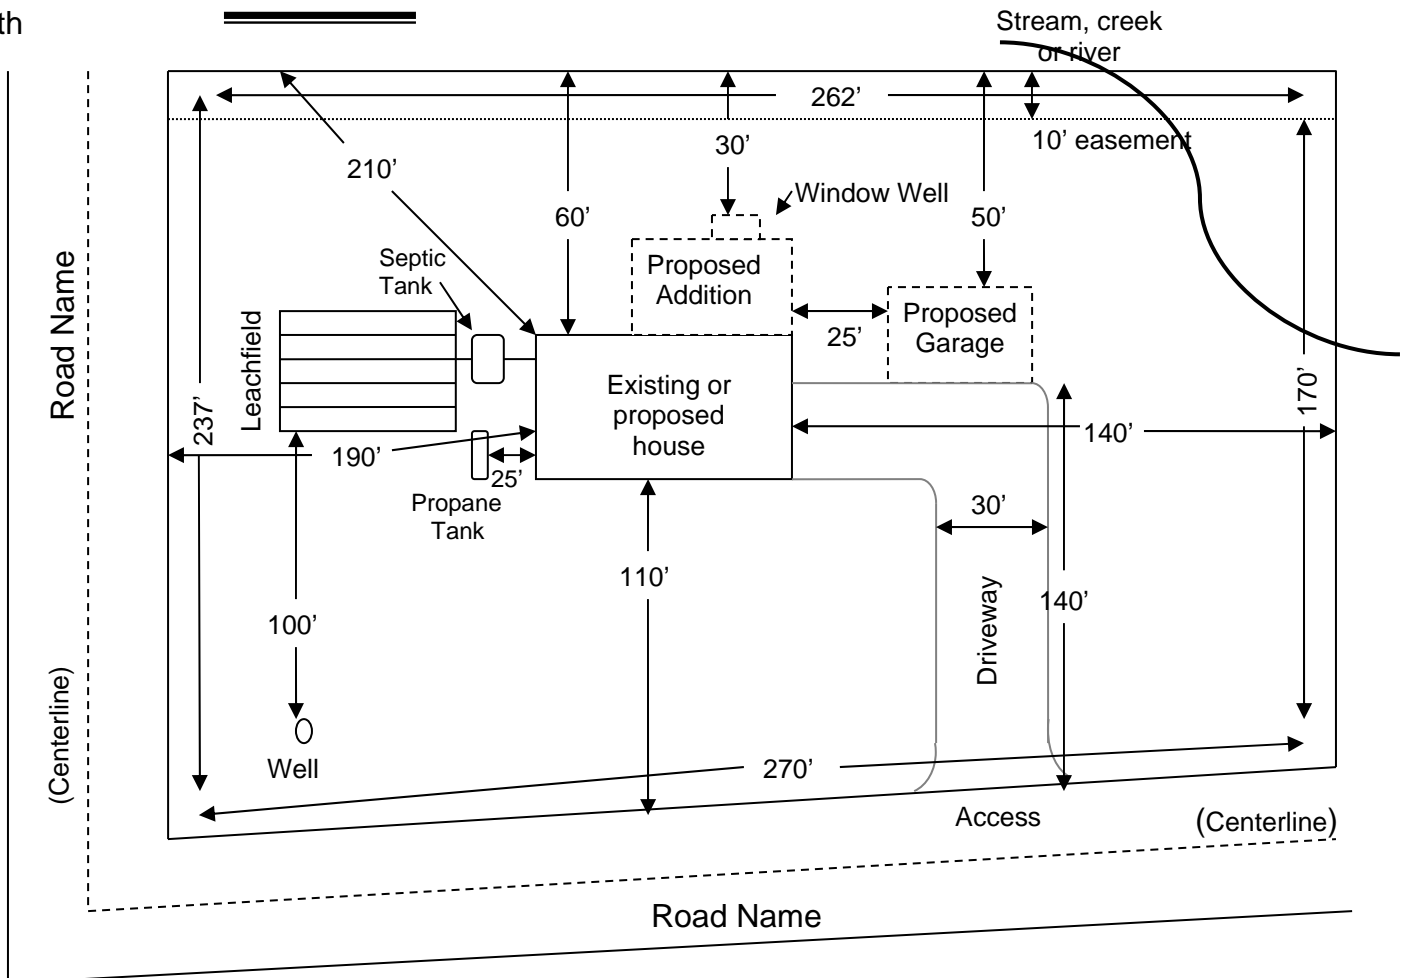 th
Stream, creek
or river
262’
10’ easement
30’
210’
Window Well
60’
50’
Septic
Tank
Proposed
Addition
Proposed
Garage
25’
Road Name
Leachfield
Existing or
proposed
house
237’
170’
190’
140’
25’
Propane
Tank
30’
110’
Driveway
140’
100’
(Centerline)
Well
270’
Access
(Centerline)
Road Name